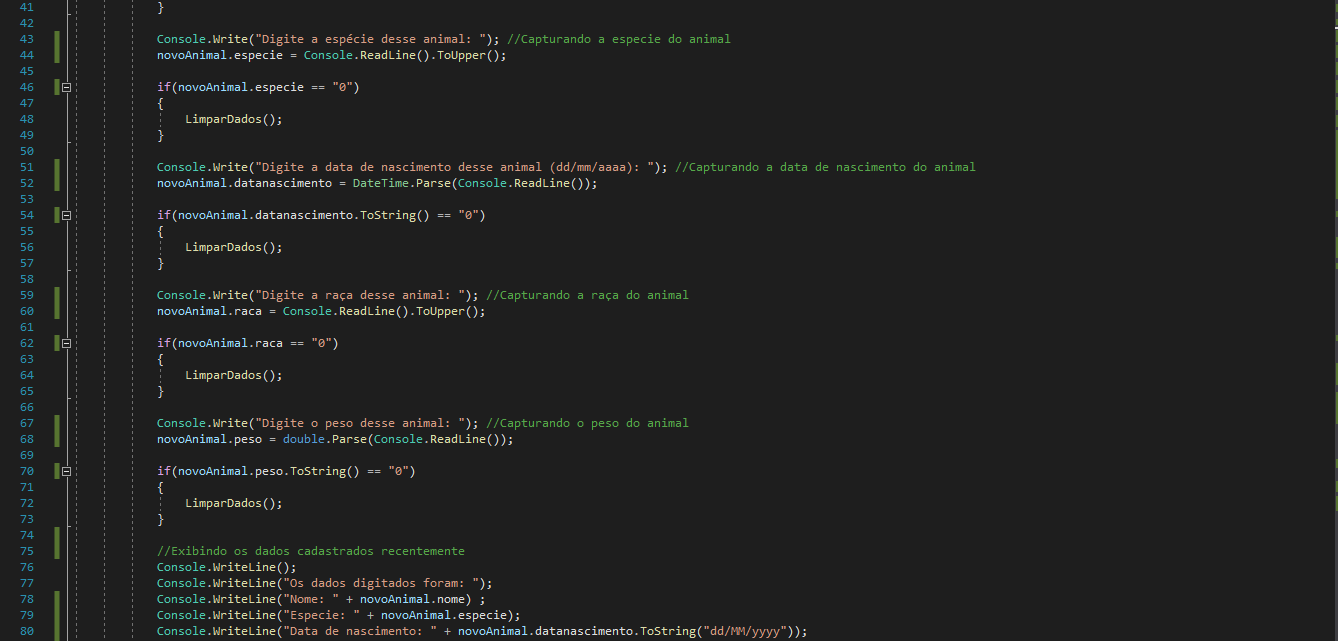 41 }
42
43 Console.Write("Digite a espécie desse animal: "); //Capturando a especie do animal
44 novoAnimal.especie = Console.ReadLine().ToUpper();
45
46 if(novoAnimal.especie == "0")
47 {
48 LimparDados();
49 }
50
51 Console.Write("Digite a data de nascimento desse animal (dd/mm/aaaa): "); //Capturando a data de nascimento do animal
52 novoAnimal.datanascimento = DateTime.Parse(Console.ReadLine());
53
54 if(novoAnimal.datanascimento.ToString() == "0")
55 {
56 LimparDados();
57 }
58
59 Console.Write("Digite a raça desse animal: "); //Capturando a raça do animal
60 novoAnimal.raca = Console.ReadLine().ToUpper();
61
62 if(novoAnimal.raca == "0")
63 {
64 LimparDados();
65 }
66
67 Console.Write("Digite o peso desse animal: "); //Capturando o peso do animal
68 novoAnimal.peso = double.Parse(Console.ReadLine());
69
70 if(novoAnimal.peso.ToString() == "0")
71 {
72 LimparDados();
73 }
74
75 //Exibindo os dados cadastrados recentemente
76 Console.WriteLine();
77 Console.WriteLine("Os dados digitados foram: ");
78 Console.WriteLine("Nome: " + novoAnimal.nome) ;
79 Console.WriteLine("Especie: " + novoAnimal.especie);
80 Console.WriteLine("Data de nascimento: " + novoAnimal.datanascimento.ToString("dd/MM/yyyy"));